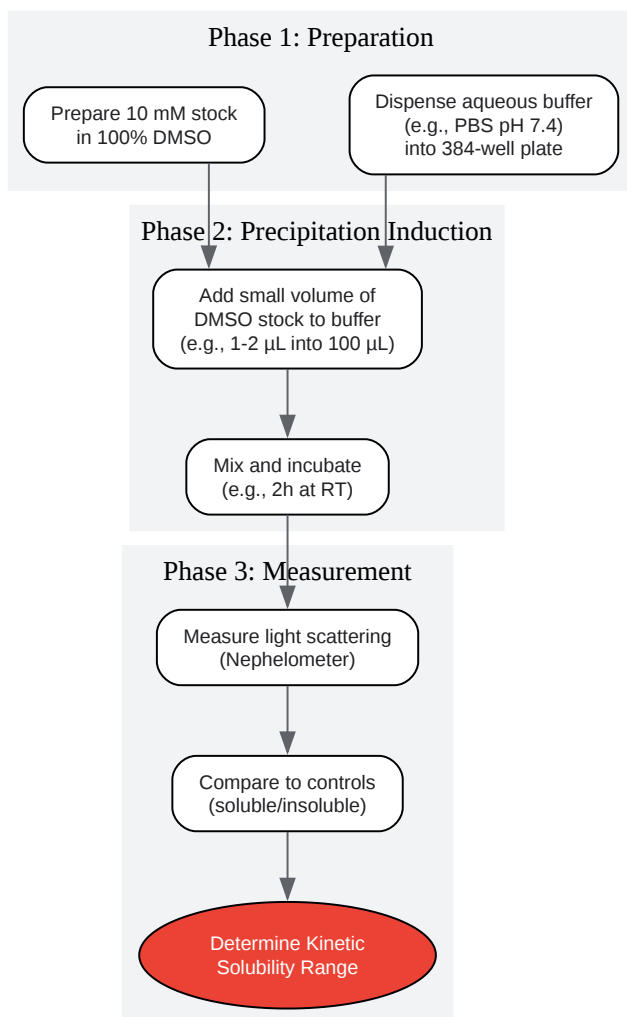 Phase 1: Preparation
Prepare 10 mM stock
in 100% DMSO
Dispense aqueous buffer
(e.g., PBS pH 7.4)
into 384-well plate
Phase 2: Precipitation Induction
Add small volume of
DMSO stock to buffer
(e.g., 1-2 µL into 100 µL)
Mix and incubate
(e.g., 2h at RT)
Phase 3: Measurement
Measure light scattering
(Nephelometer)
Compare to controls
(soluble/insoluble)
Determine Kinetic
Solubility Range